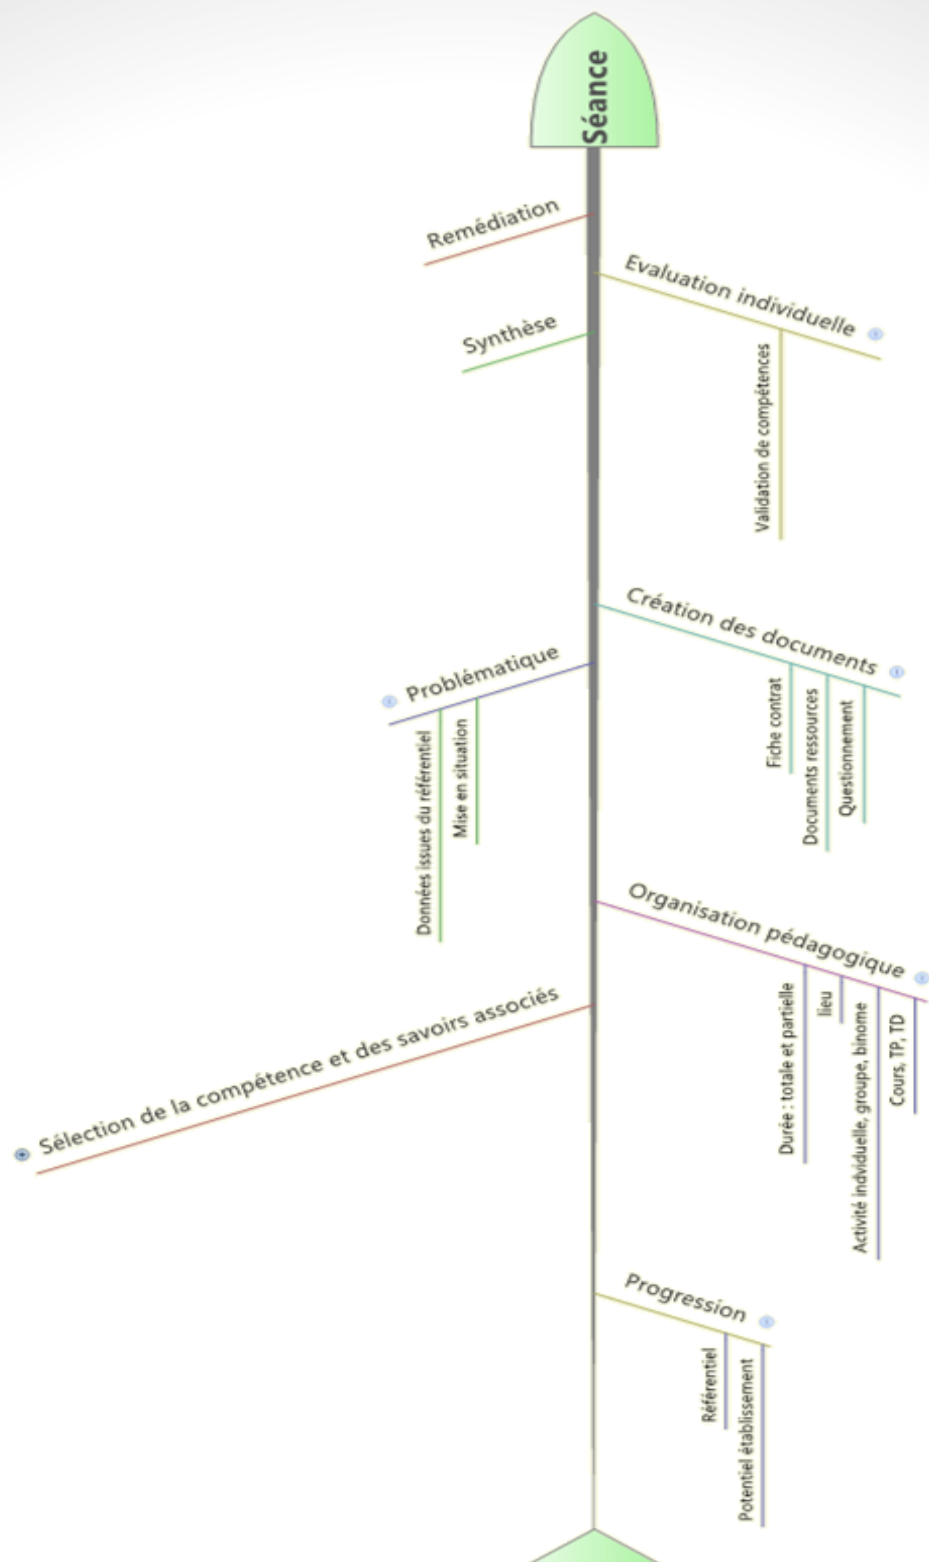 Séance
Remédiation
Evaluation individuelle
Validation de compétences
Synthèse
Création des documents
Fiche contrat
Documents ressources
Questionnement
Problématique
Données issues du référentiel
Mise en situation
Organisation pédagogique
Durée : totale et partielle
lieu
Activité indviduelle, groupe, binome
Cours, TP, TD
Sélection de la compétence et des savoirs associés
Progression
Référentiel
Potentiel établissement